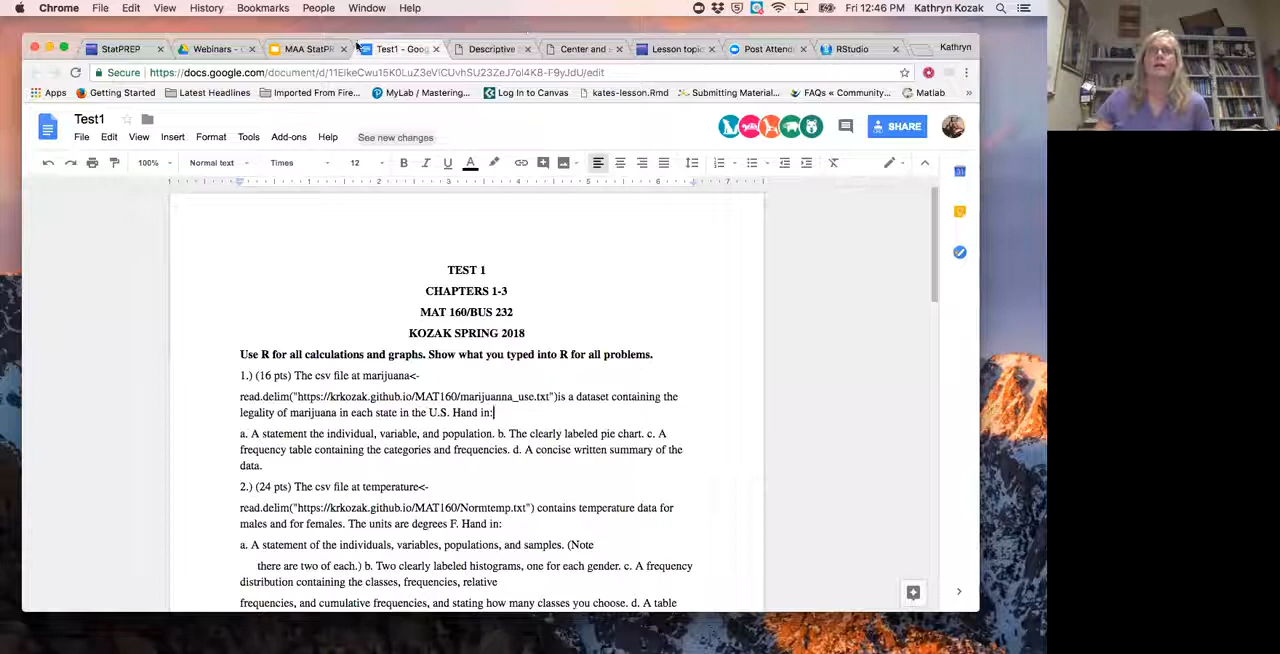 Chrome File Edit View History Bookmarks People Window Help Fri 12:46 PM Kathryn Kozak
StatPREP Webinars - MAA StatPR Test1 - Goog Descriptive Center and Lesson topic Post Attend RStudio Kathryn
Secure https://docs.google.com/document/d/11EikeCwu15K0LuZ3eVlCUvhSU23ZeJ7ol4K8-F9yJdU/edit
Apps Getting Started Latest Headlines Imported From Fire... MyLab / Mastering... Log In to Canvas kates-lesson.Rmd Submitting Material... FAQs « Community... Matlab »
Test1
File Edit View Insert Format Tools Add-ons Help See new changes
SHARE
100% Normal text Times 12 B I U A
1 1 2 3 4 5 6 7
TEST 1
CHAPTERS 1-3
MAT 160/BUS 232
KOZAK SPRING 2018
Use R for all calculations and graphs. Show what you typed into R for all problems.
1.) (16 pts) The csv file at marijuana<-
read.delim("https://krkozak.github.io/MAT160/marijuanna_use.txt")is a dataset containing the
legality of marijuana in each state in the U.S. Hand in:
a. A statement the individual, variable, and population. b. The clearly labeled pie chart. c. A
frequency table containing the categories and frequencies. d. A concise written summary of the
data.
2.) (24 pts) The csv file at temperature<-
read.delim("https://krkozak.github.io/MAT160/Normtemp.txt") contains temperature data for
males and for females. The units are degrees F. Hand in:
a. A statement of the individuals, variables, populations, and samples. (Note
there are two of each.) b. Two clearly labeled histograms, one for each gender. c. A frequency
distribution containing the classes, frequencies, relative
frequencies, and cumulative frequencies, and stating how many classes you choose. d. A table